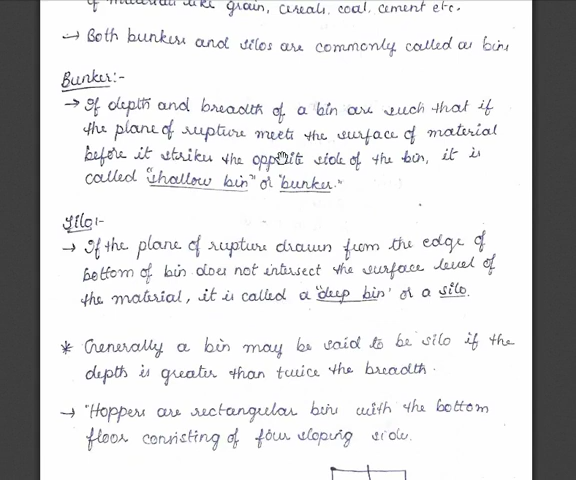 of material like grain, cereals, coal, cement etc.
→ Both bunkers and silos are commonly called as bins
Bunker:-
→ If depth and breadth of a bin are such that if
the plane of rupture meets the surface of material
before it strikes the opposite side of the bin, it is
called "shallow bin" or "bunker."
Silo:-
→ If the plane of rupture drawn from the edge of
bottom of bin does not intersect the surface level of
the material, it is called a "deep bin" or a silo.
* Generally a bin may be said to be silo if the
depth is greater than twice the breadth.
→ "Hoppers are rectangular bins with the bottom
floor consisting of four sloping side.